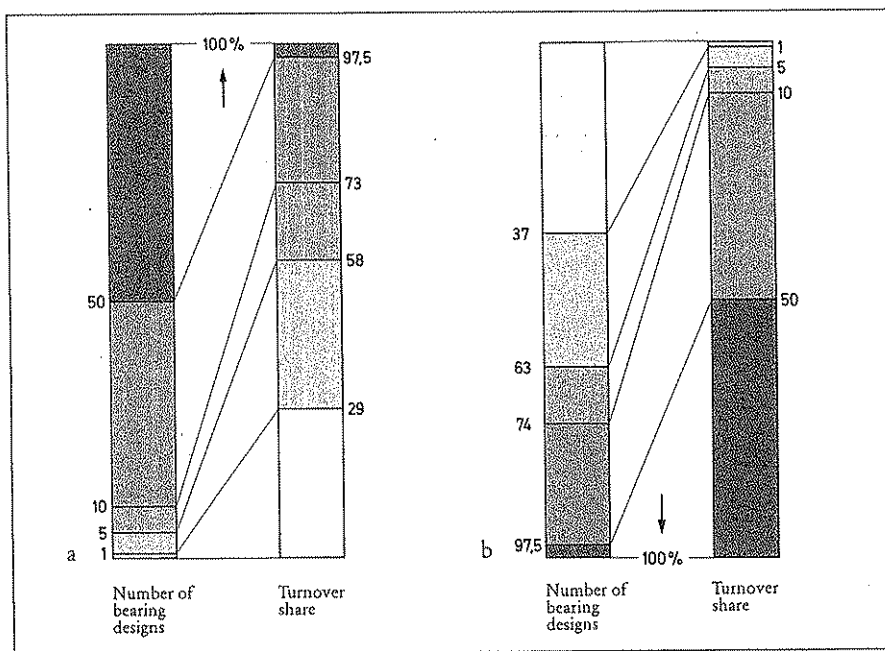 100%
97,5
73
58
50
29
10
5
1
a
Number of
bearing
designs
Turnover
share
1
5
10
37
50
63
74
97,5
100%
b
Number of
bearing
designs
Turnover
share